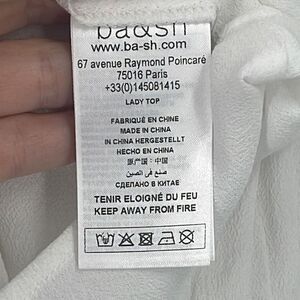 ba&sh
www.ba-sh.com
67 avenue Raymond Poincaré
75016 Paris
+33(0)145081415
LADY TOP
FABRIQUÉ EN CHINE
MADE IN CHINA
IN CHINA HERGESTELLT
HECHO EN CHINA
原产国：中国
صنع في الصين
СДЕЛАНО В КИТАЕ
TENIR ELOIGNÉ DU FEU
KEEP AWAY FROM FIRE